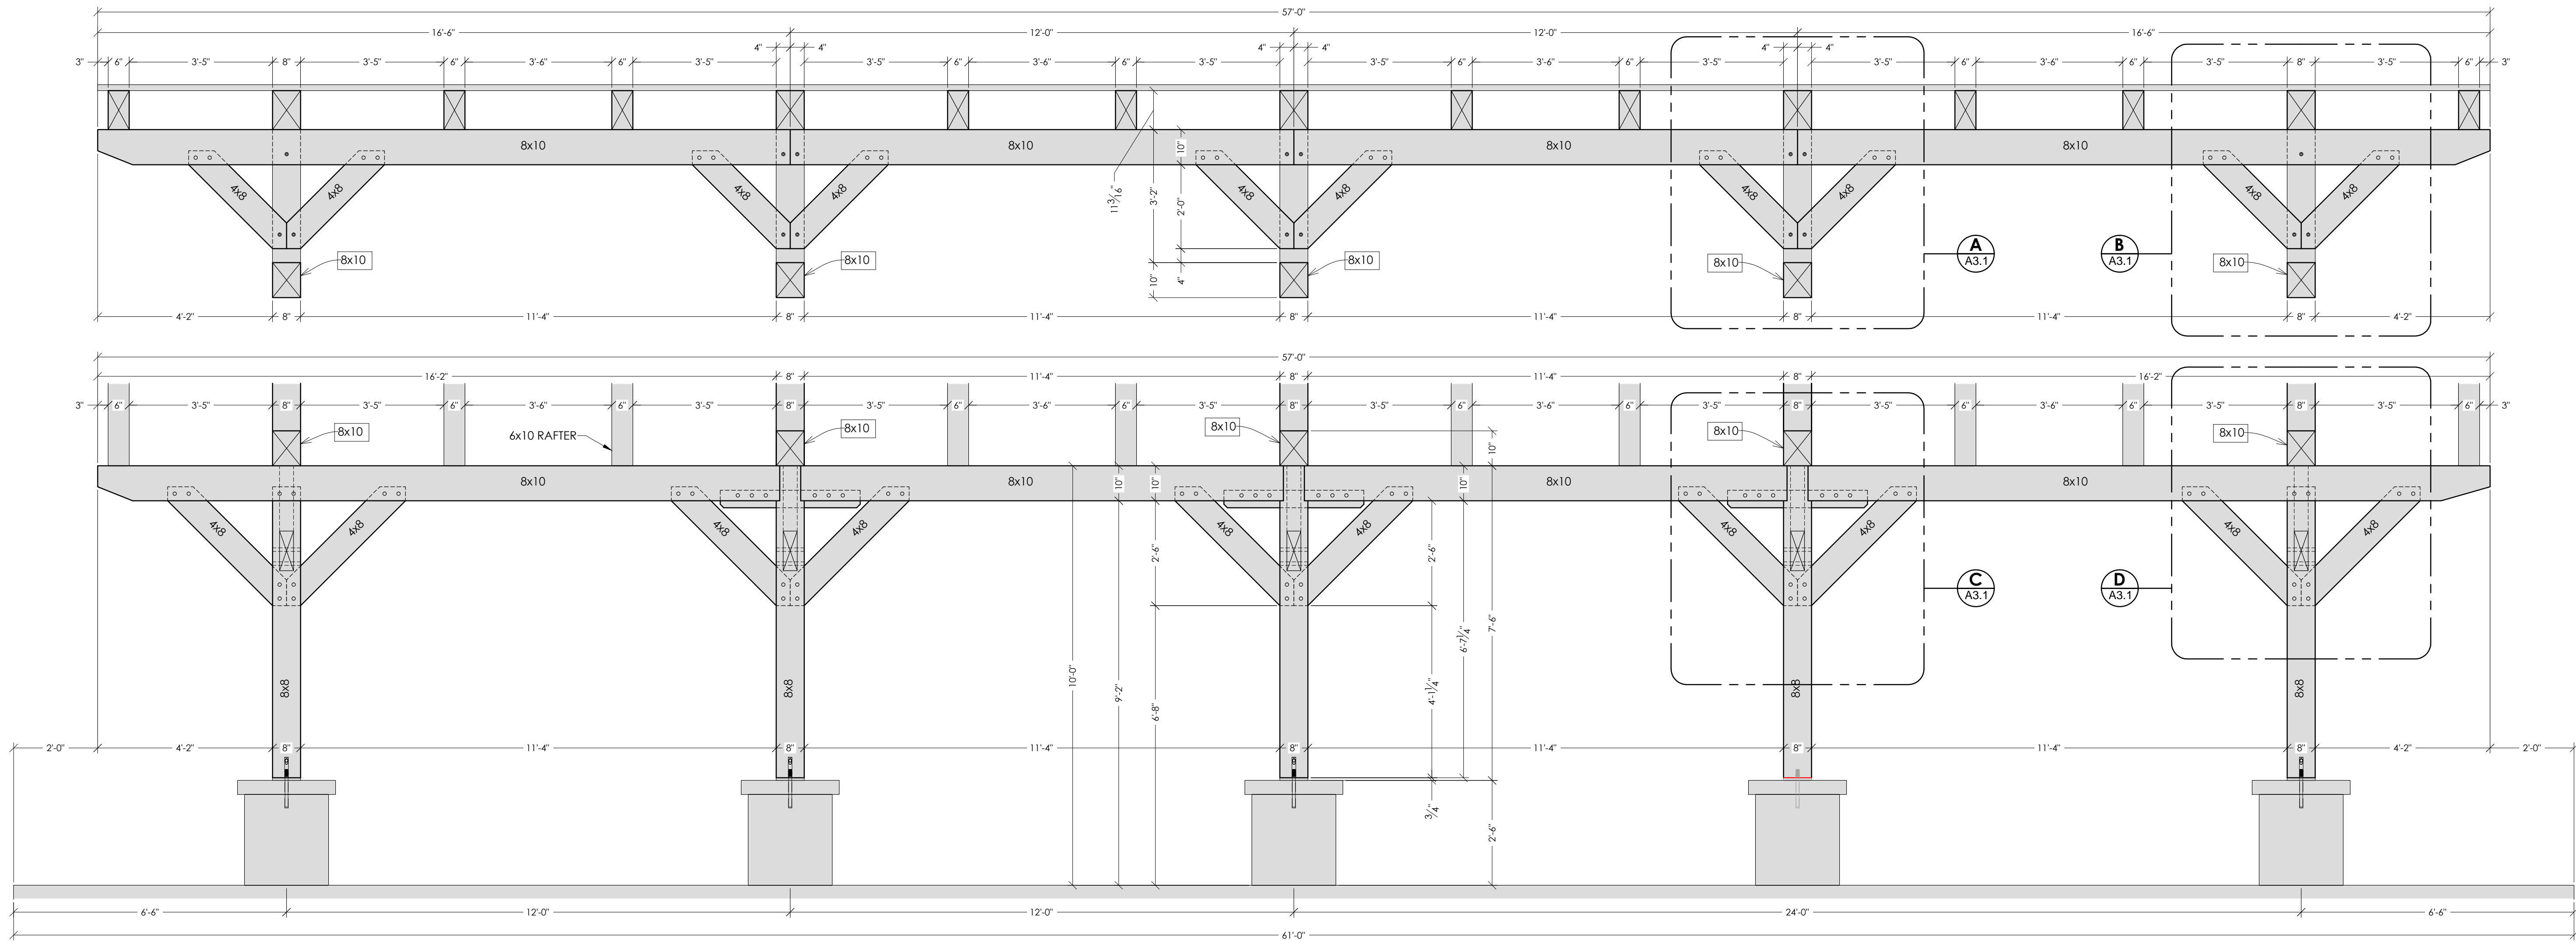 57'-0"
16'-6" 12'-0" 12'-0" 16'-6"
4" 4" 4" 4" 4" 4"
3" 6" 3'-5" 8" 3'-5" 6" 3'-6" 6" 3'-5" 3'-5" 6" 3'-6" 6" 3'-5" 3'-5" 6" 3'-6" 6" 3'-5" 3'-5" 6" 3'-6" 6" 3'-5" 8" 3'-5" 6" 3"
8x10 8x10 8x10 8x10
10"
4x8 4x8 4x8 4x8 4x8 4x8 4x8 4x8 4x8 4x8
11 3/16"
3'-2"
2'-0"
10"
4"
A
A3.1
B
A3.1
8x10 8x10 8x10 8x10 8x10
4'-2" 8" 11'-4" 8" 11'-4" 8" 11'-4" 8" 11'-4" 8" 4'-2"
57'-0"
16'-2" 8" 11'-4" 8" 11'-4" 8" 16'-2"
3" 6" 3'-5" 8" 3'-5" 6" 3'-6" 6" 3'-5" 8" 3'-5" 6" 3'-6" 6" 3'-5" 8" 3'-5" 6" 3'-6" 6" 3'-5" 8" 3'-5" 6" 3'-6" 6" 3'-5" 8" 3'-5" 6" 3"
8x10 8x10 8x10 8x10 8x10
6x10 RAFTER
10"
8x10 8x10 8x10 8x10
10" 10" 10"
4x8 4x8 4x8 4x8 4x8 4x8 4x8 4x8 4x8 4x8
2'-6" 2'-6"
C
A3.1
D
A3.1
10'-0"
9'-2"
6'-8"
4'-1 1/4"
6'-7 1/4"
7'-6"
8x8 8x8 8x8 8x8
2'-0" 4'-2" 8" 11'-4" 8" 11'-4" 8" 11'-4" 8" 11'-4" 8" 4'-2" 2'-0"
3/4"
2'-6"
6'-6" 12'-0" 12'-0" 24'-0" 6'-6"
61'-0"